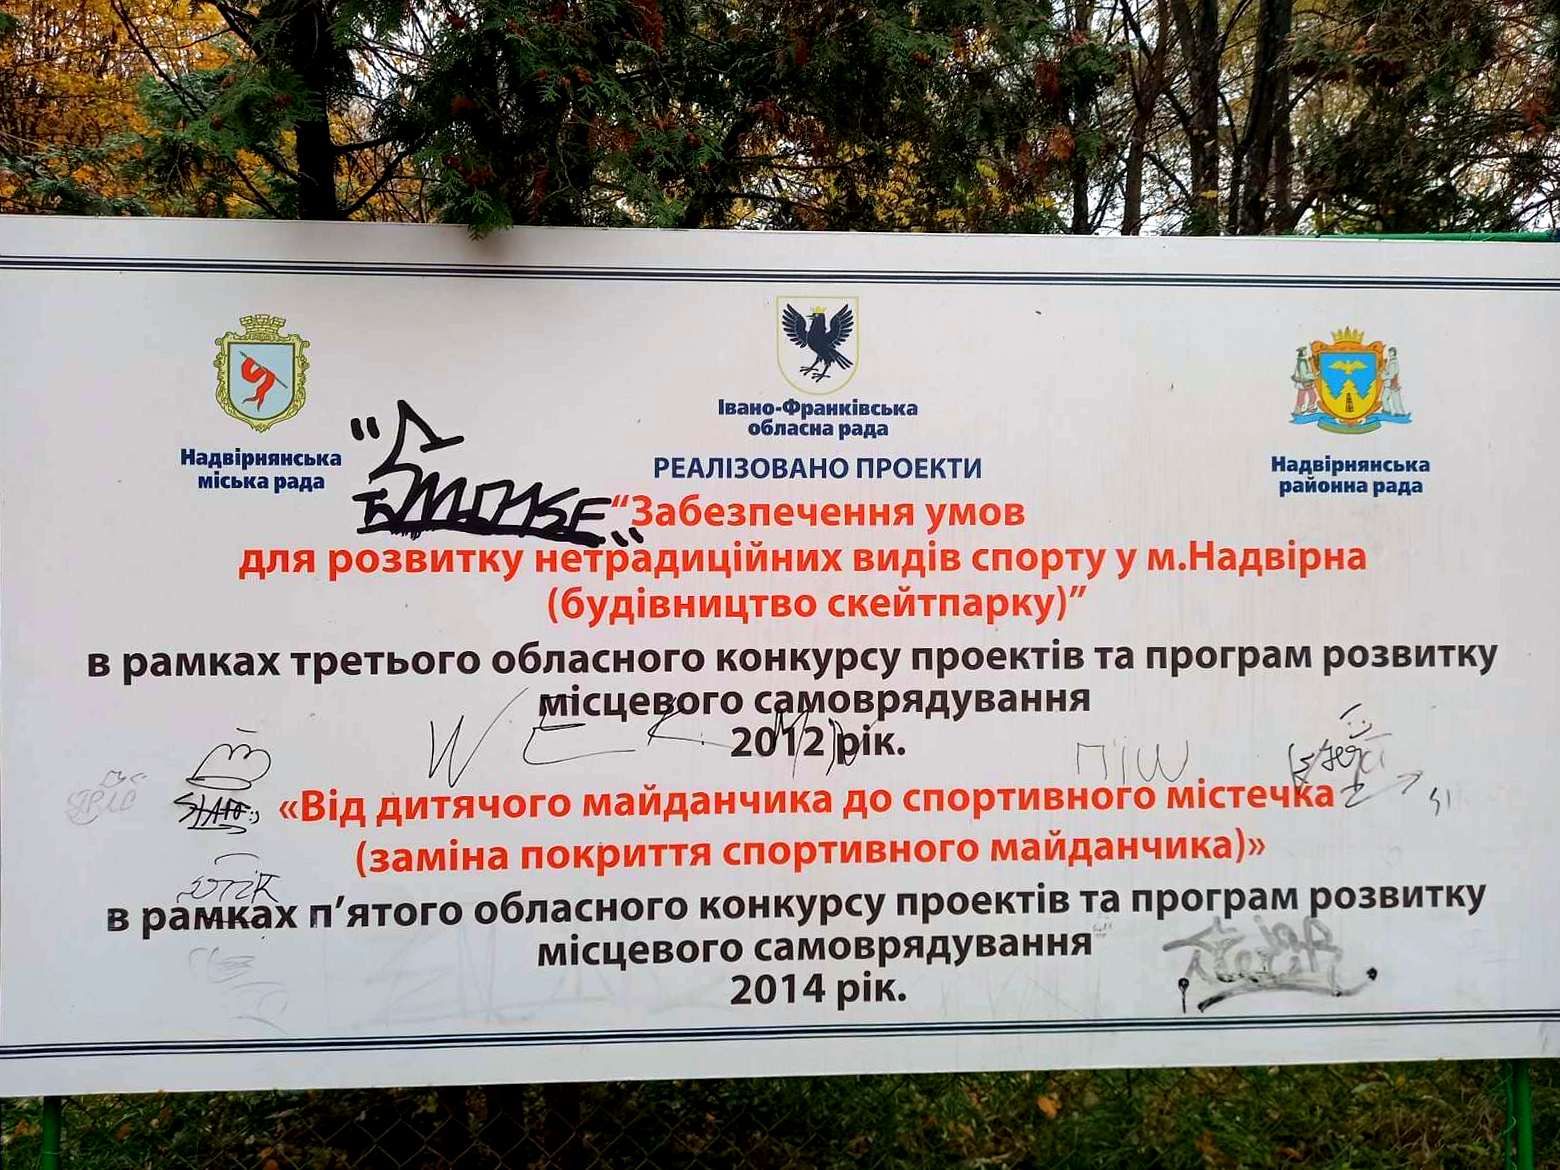 Надвірнянська
міська рада
Івано-Франківська
обласна рада
Надвірнянська
районна рада
РЕАЛІЗОВАНО ПРОЕКТИ
“Забезпечення умов
для розвитку нетрадиційних видів спорту у м.Надвірна
(будівництво скейтпарку)”
в рамках третього обласного конкурсу проектів та програм розвитку
місцевого самоврядування
2012 рік.
піш
«Від дитячого майданчика до спортивного містечка
(заміна покриття спортивного майданчика)»
в рамках п’ятого обласного конкурсу проектів та програм розвитку
місцевого самоврядування
2014 рік.